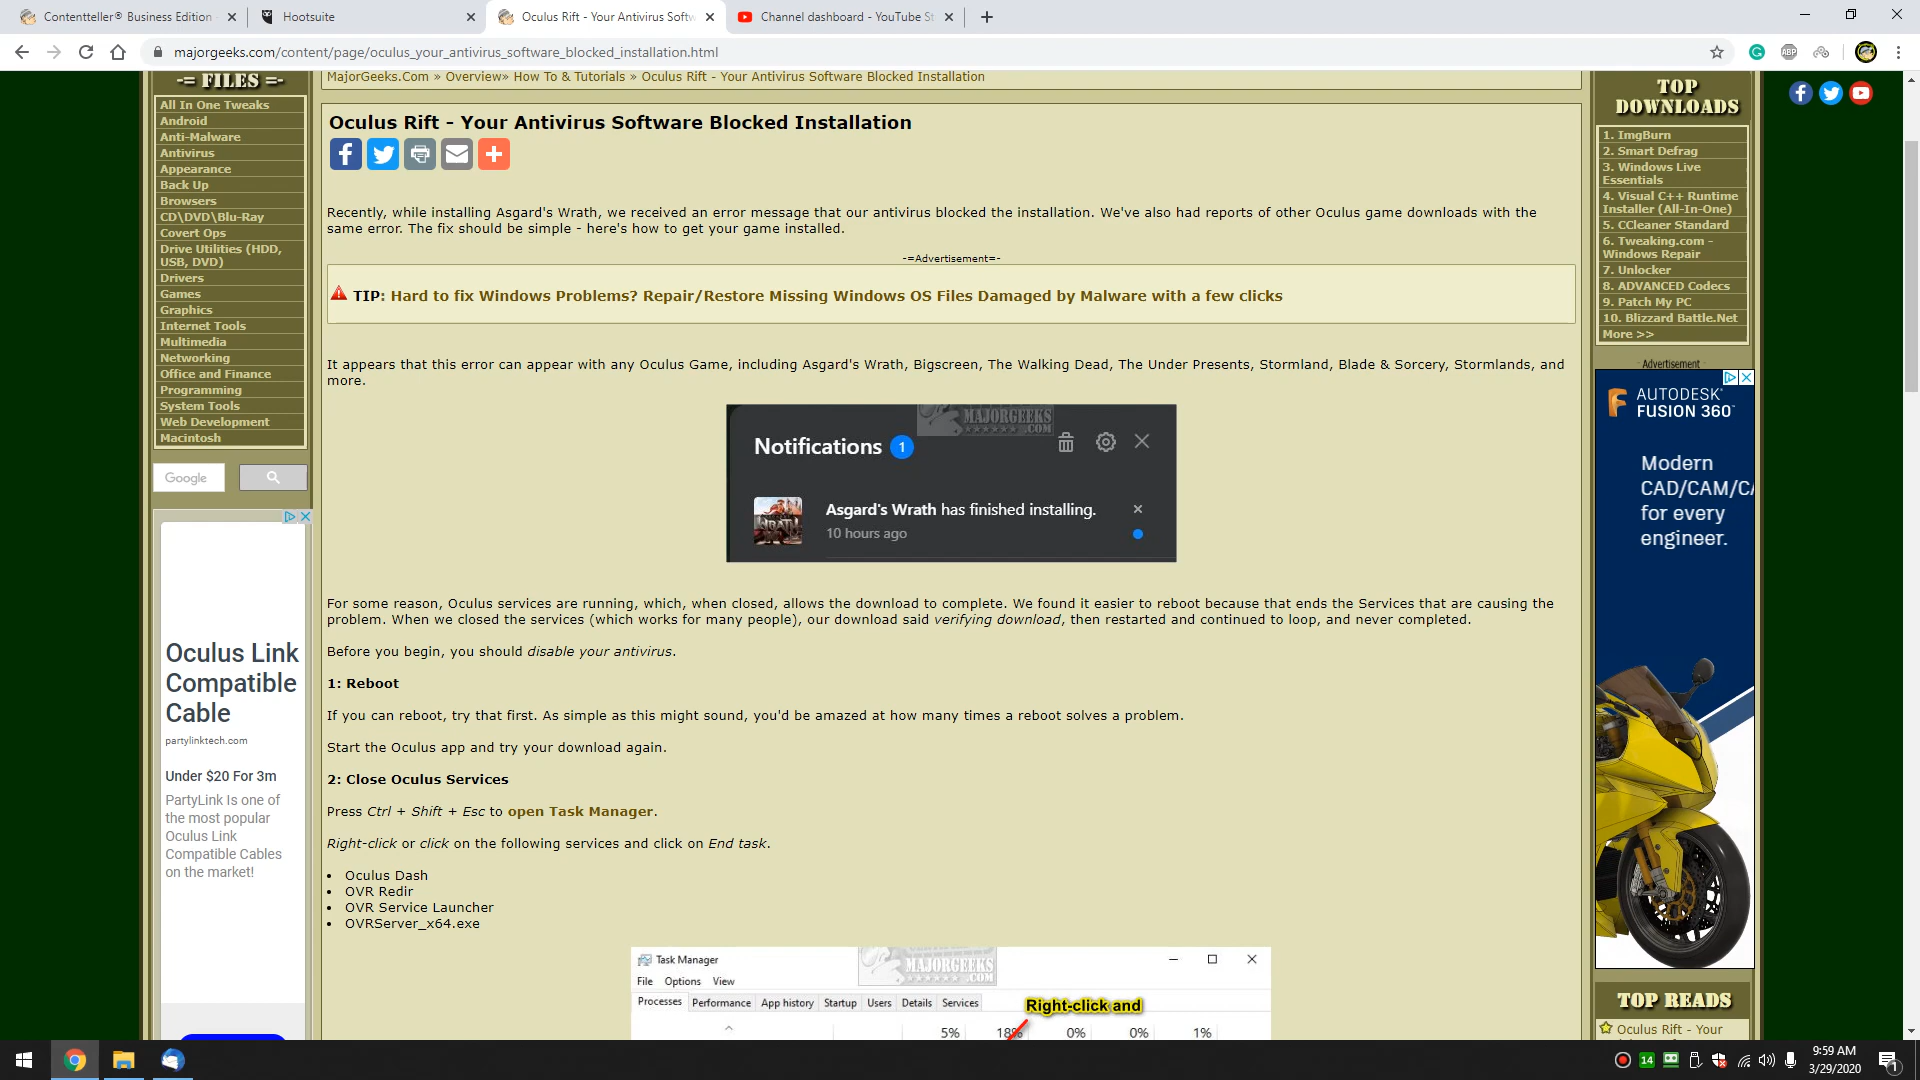 Contentteller® Business Edition
Hootsuite
Oculus Rift - Your Antivirus Softw
Channel dashboard - YouTube St
majorgeeks.com/content/page/oculus_your_antivirus_software_blocked_installation.html
ABP
-= FILES =-
All In One Tweaks
Android
Anti-Malware
Antivirus
Appearance
Back Up
Browsers
CD\DVD\Blu-Ray
Covert Ops
Drive Utilities (HDD,
USB, DVD)
Drivers
Games
Graphics
Internet Tools
Multimedia
Networking
Office and Finance
Programming
System Tools
Web Development
Macintosh
Google
Oculus Link
Compatible
Cable
partylinktech.com
Under $20 For 3m
PartyLink Is one of
the most popular
Oculus Link
Compatible Cables
on the market!
MajorGeeks.Com » Overview» How To & Tutorials » Oculus Rift - Your Antivirus Software Blocked Installation
Oculus Rift - Your Antivirus Software Blocked Installation
Recently, while installing Asgard's Wrath, we received an error message that our antivirus blocked the installation. We've also had reports of other Oculus game downloads with the
same error. The fix should be simple - here's how to get your game installed.
-=Advertisement=-
TIP: Hard to fix Windows Problems? Repair/Restore Missing Windows OS Files Damaged by Malware with a few clicks
It appears that this error can appear with any Oculus Game, including Asgard's Wrath, Bigscreen, The Walking Dead, The Under Presents, Stormland, Blade & Sorcery, Stormlands, and
more.
MAJORGEEKS
.COM
Notifications 1
Asgard's Wrath has finished installing.
10 hours ago
For some reason, Oculus services are running, which, when closed, allows the download to complete. We found it easier to reboot because that ends the Services that are causing the
problem. When we closed the services (which works for many people), our download said verifying download, then restarted and continued to loop, and never completed.
Before you begin, you should disable your antivirus.
1: Reboot
If you can reboot, try that first. As simple as this might sound, you'd be amazed at how many times a reboot solves a problem.
Start the Oculus app and try your download again.
2: Close Oculus Services
Press Ctrl + Shift + Esc to open Task Manager.
Right-click or click on the following services and click on End task.
• Oculus Dash
• OVR Redir
• OVR Service Launcher
• OVRServer_x64.exe
Task Manager
MAJORGEEKS
.COM
File Options View
Processes Performance App history Startup Users Details Services
Right-click and
5% 18% 0% 0% 1%
TOP
DOWNLOADS
1. ImgBurn
2. Smart Defrag
3. Windows Live
Essentials
4. Visual C++ Runtime
Installer (All-In-One)
5. CCleaner Standard
6. Tweaking.com -
Windows Repair
7. Unlocker
8. ADVANCED Codecs
9. Patch My PC
10. Blizzard Battle.Net
More >>
- Advertisement -
AUTODESK®
FUSION 360™
Modern
CAD/CAM/CA
for every
engineer.
TOP READS
Oculus Rift - Your
14
9:59 AM
3/29/2020
1